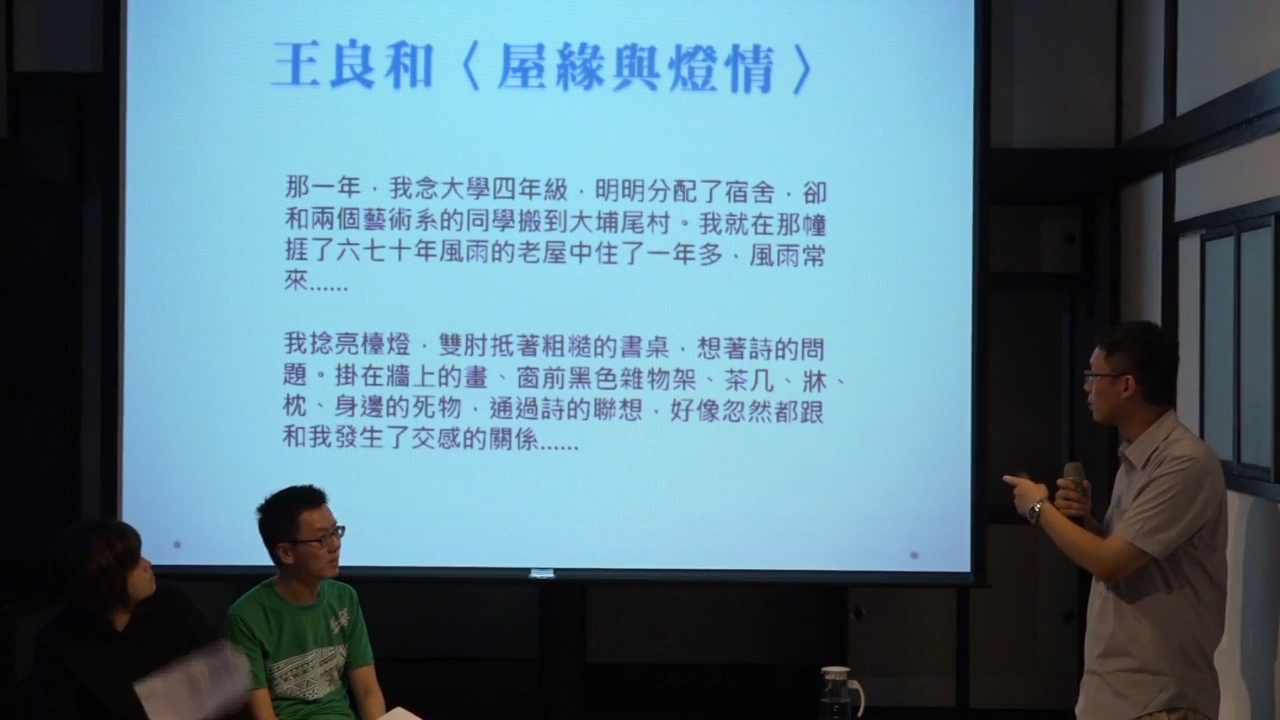 王良和〈屋緣與燈情〉
那一年，我念大學四年級，明明分配了宿舍，卻
和兩個藝術系的同學搬到大埔尾村。我就在那幢
捱了六七十年風雨的老屋中住了一年多，風雨常
來......
我捻亮檯燈，雙肘抵著粗糙的書桌，想著詩的問
題。掛在牆上的畫、窗前黑色雜物架、茶几、牀、
枕、身邊的死物，通過詩的聯想，好像忽然都跟
和我發生了交感的關係......